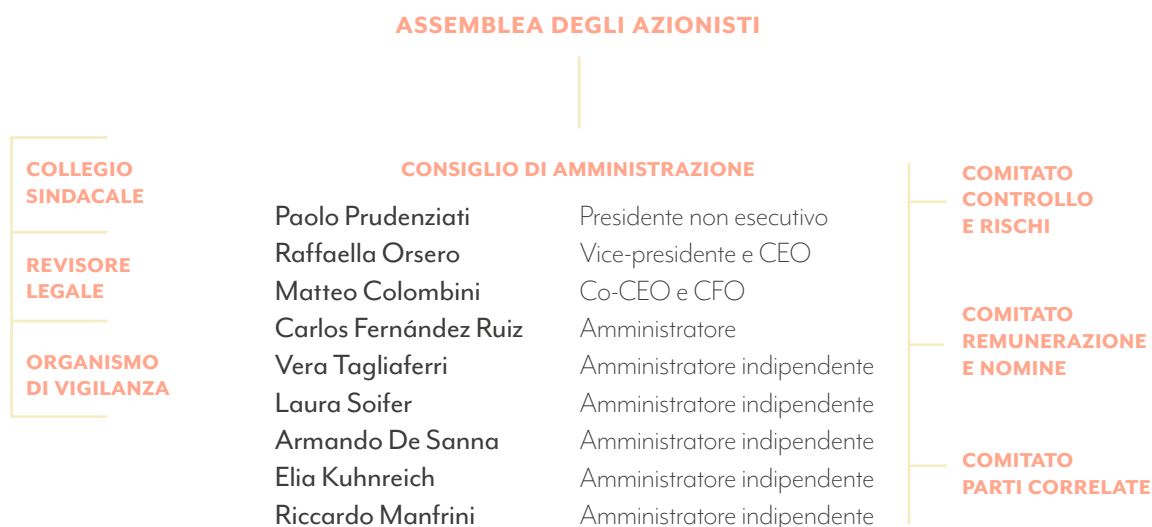 ASSEMBLEA DEGLI AZIONISTI
COLLEGIO
SINDACALE
REVISORE
LEGALE
ORGANISMO
DI VIGILANZA
CONSIGLIO DI AMMINISTRAZIONE
Paolo Prudenziati Presidente non esecutivo
Raffaella Orsero Vice-presidente e CEO
Matteo Colombini Co-CEO e CFO
Carlos Fernández Ruiz Amministratore
Vera Tagliaferri Amministratore indipendente
Laura Soifer Amministratore indipendente
Armando De Sanna Amministratore indipendente
Elia Kuhnreich Amministratore indipendente
Riccardo Manfrini Amministratore indipendente
COMITATO
CONTROLLO
E RISCHI
COMITATO
REMUNERAZIONE
E NOMINE
COMITATO
PARTI CORRELATE